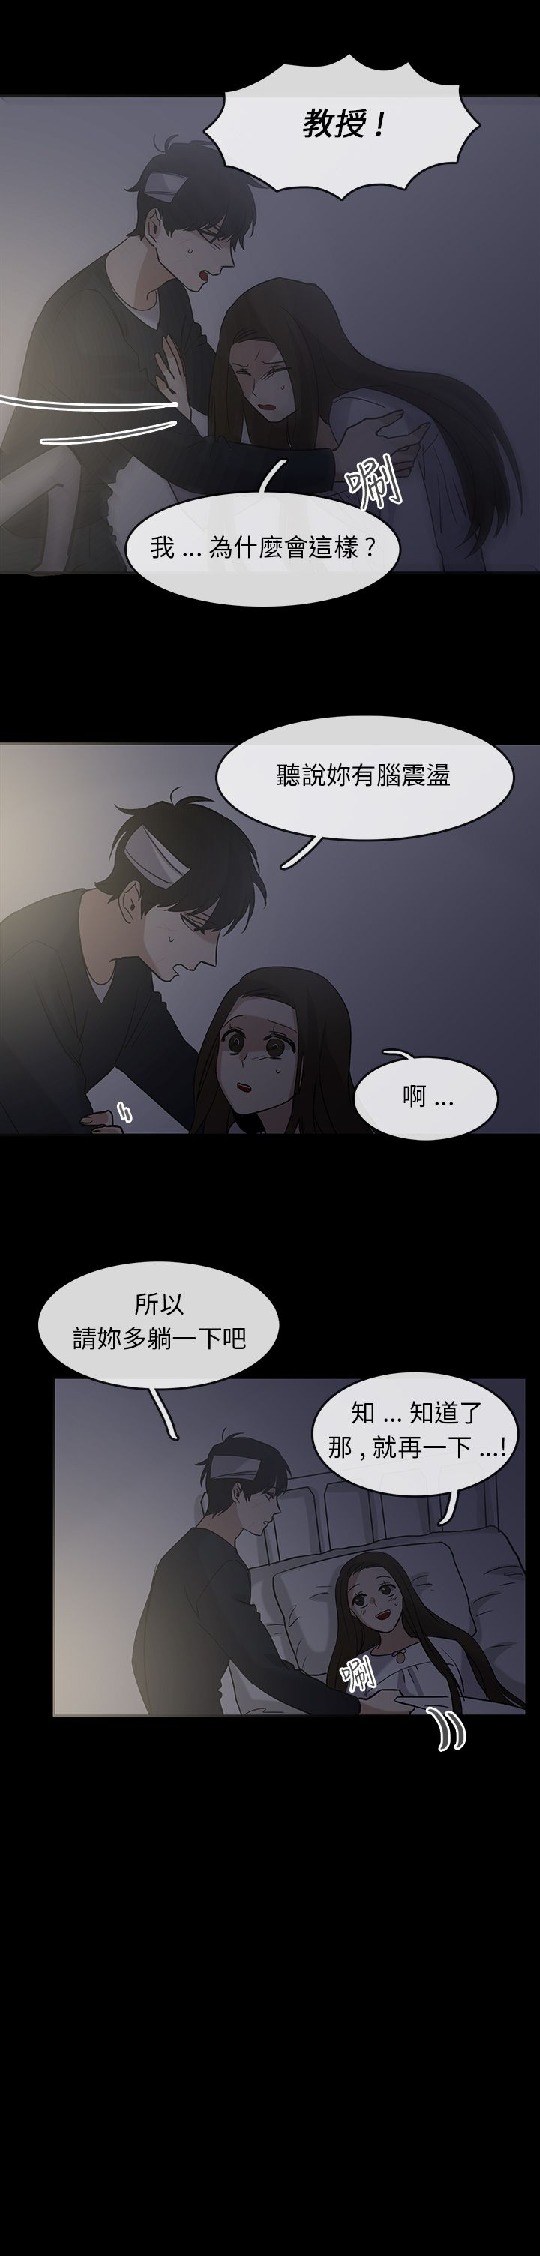 教授!
唰
我 ... 為什麼會這樣?
聽說妳有腦震盪
啊 ...
所以
請妳多躺一下吧
知 ... 知道了
那 , 就再一下 ...!
唰